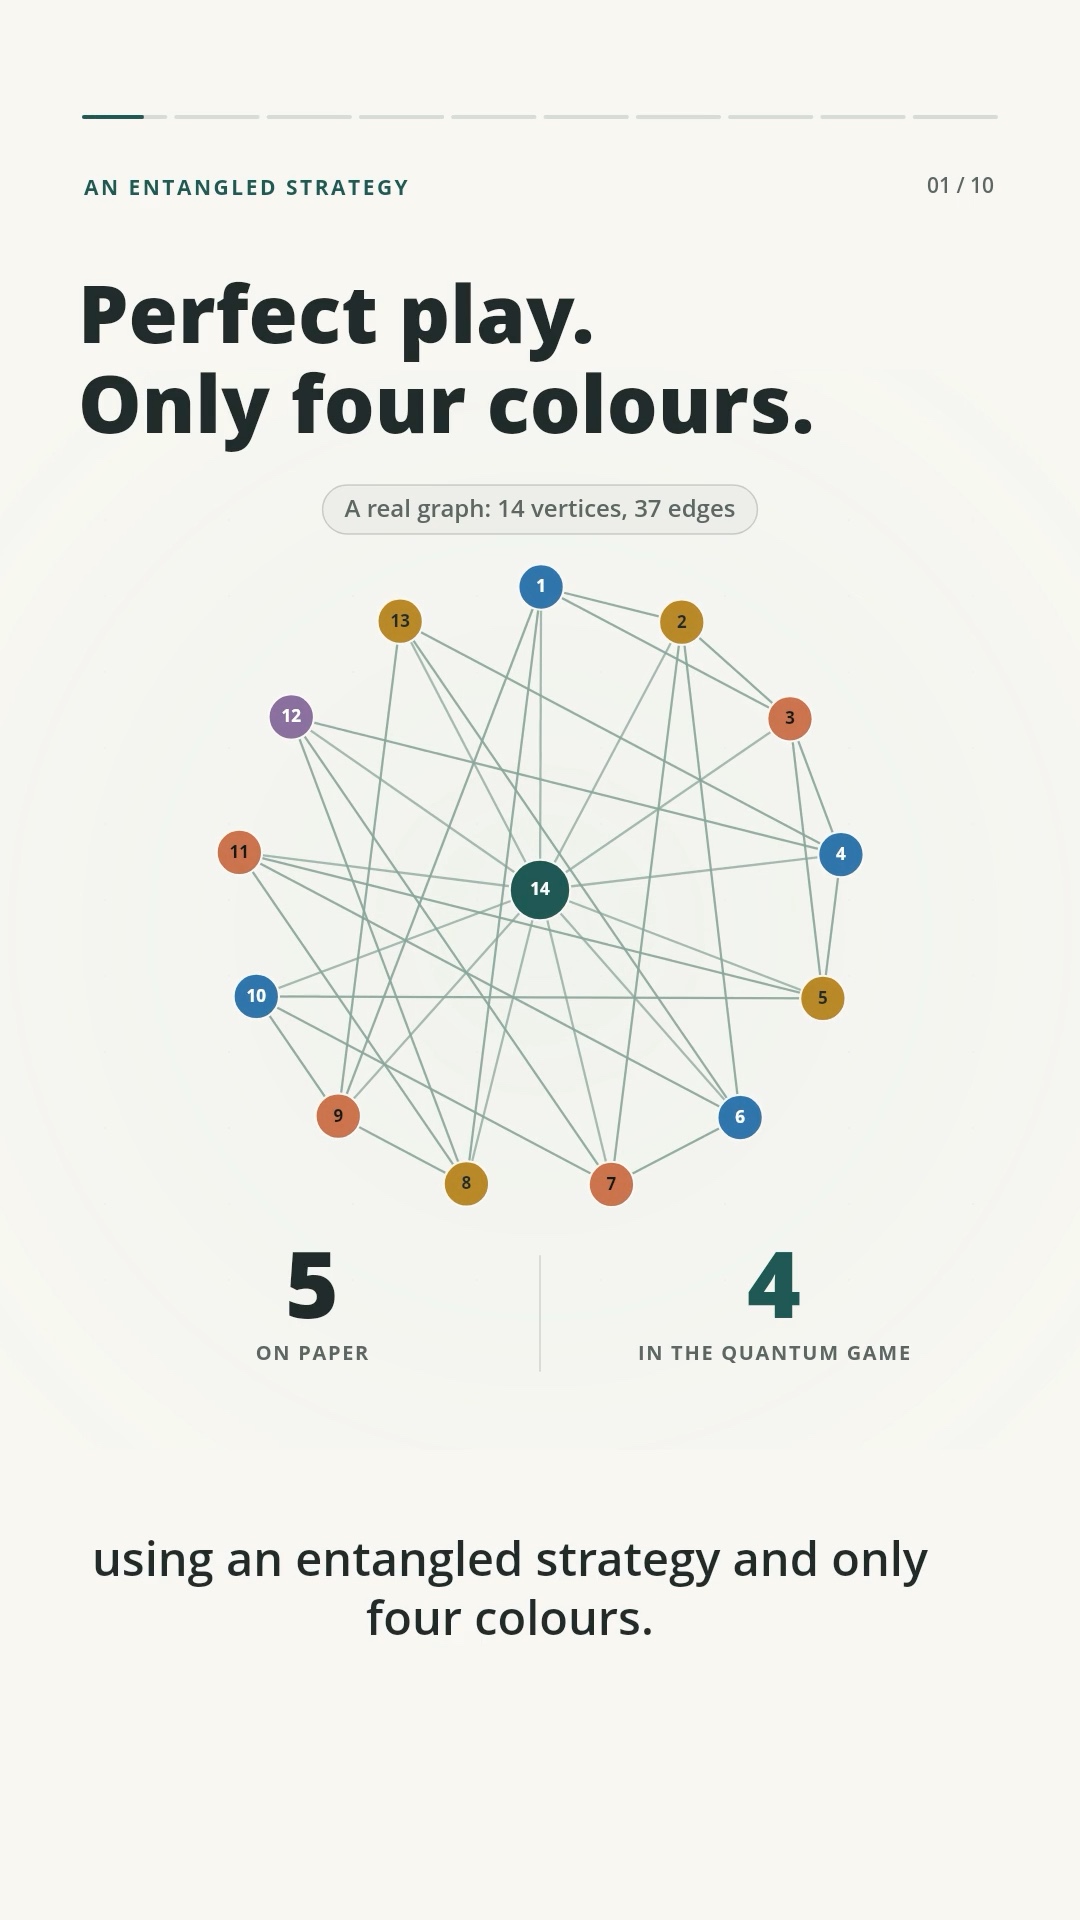 AN ENTANGLED STRATEGY
01 / 10
Perfect play.
Only four colours.
A real graph: 14 vertices, 37 edges
1
13
2
12
3
11
4
14
10
5
9
6
8
7
5
4
ON PAPER
IN THE QUANTUM GAME
using an entangled strategy and only
four colours.